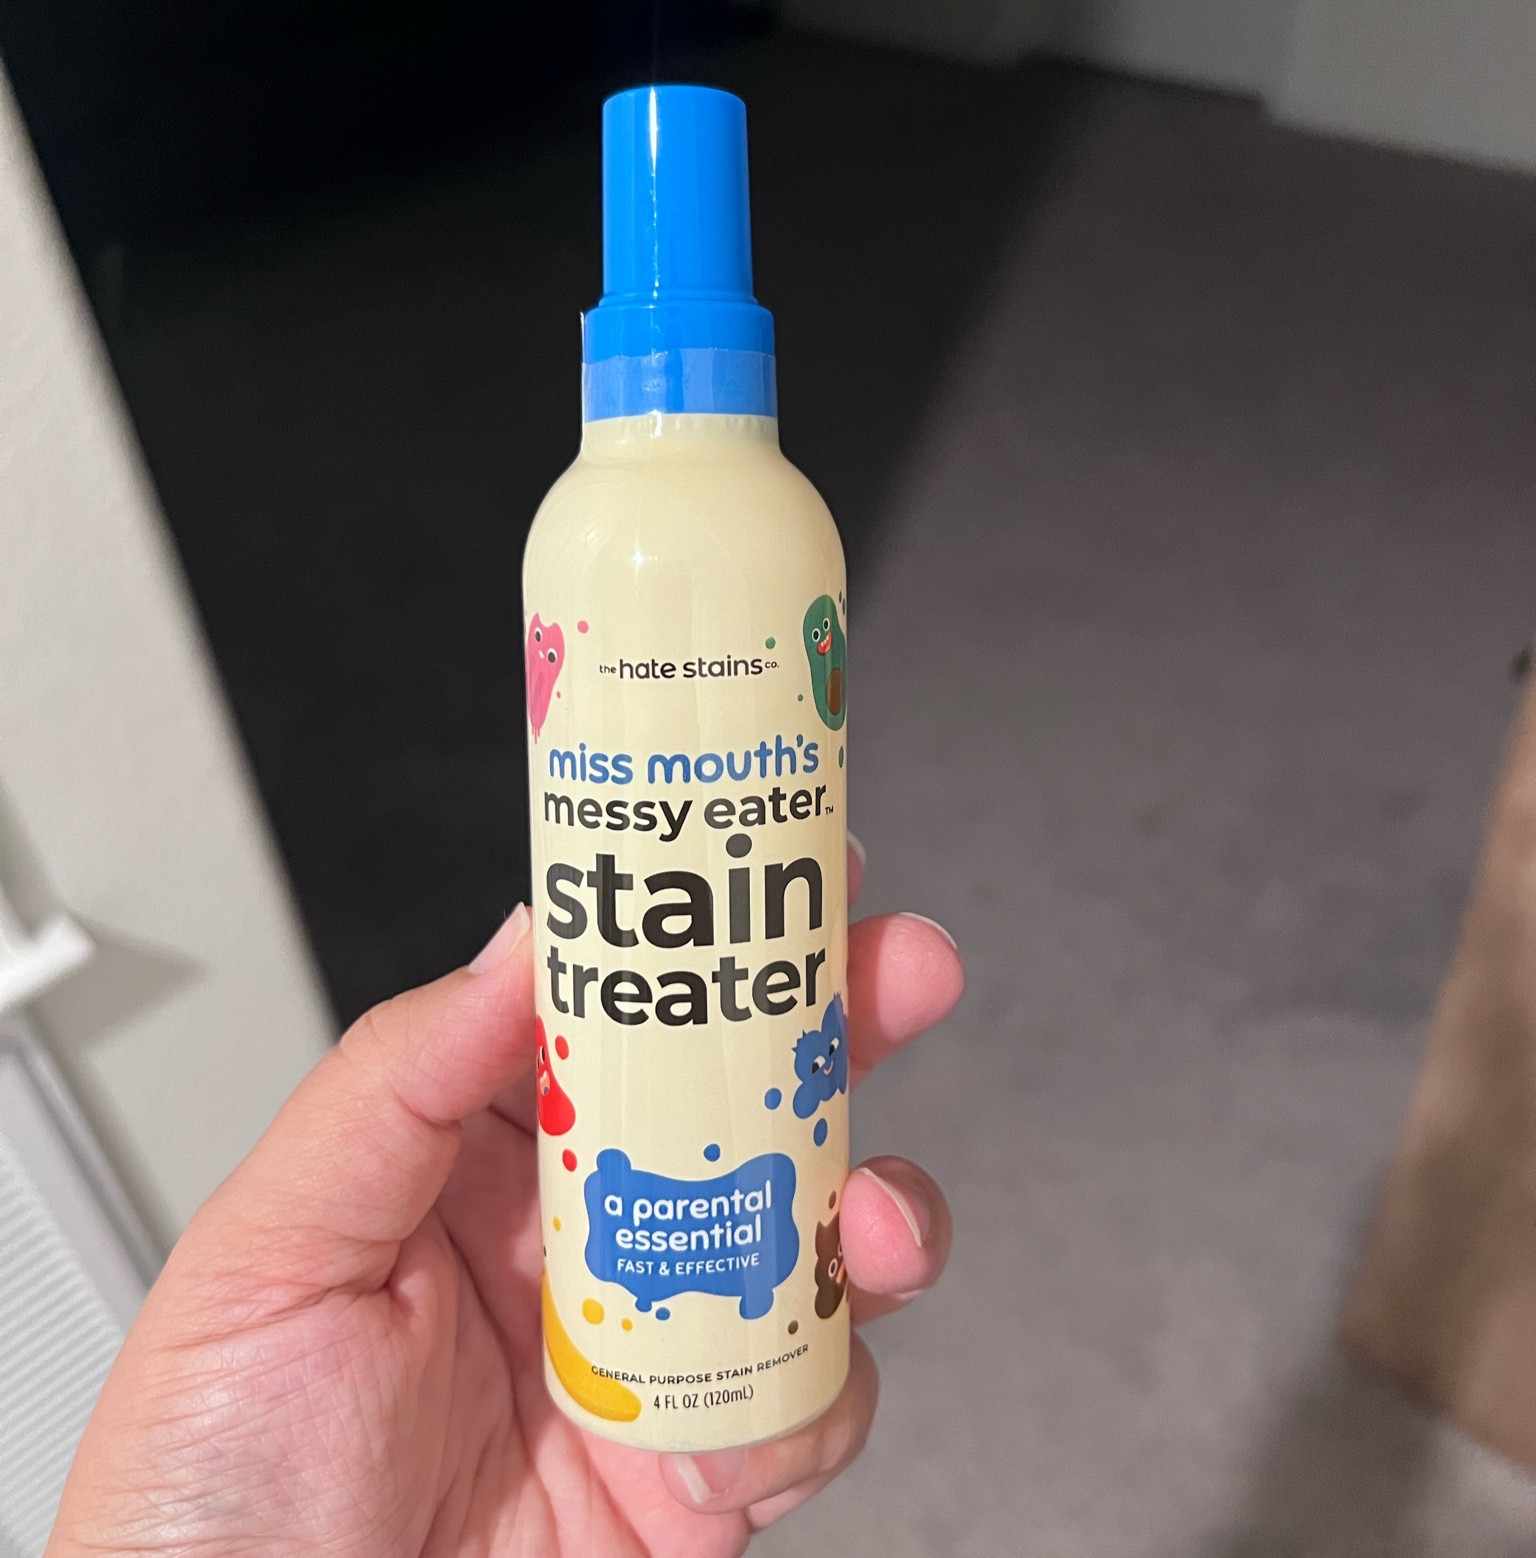 the hate stains co.
miss mouth's
messy eater™
stain
treater
a parental
essential
FAST & EFFECTIVE
GENERAL PURPOSE STAIN REMOVER
4 FL OZ (120mL)